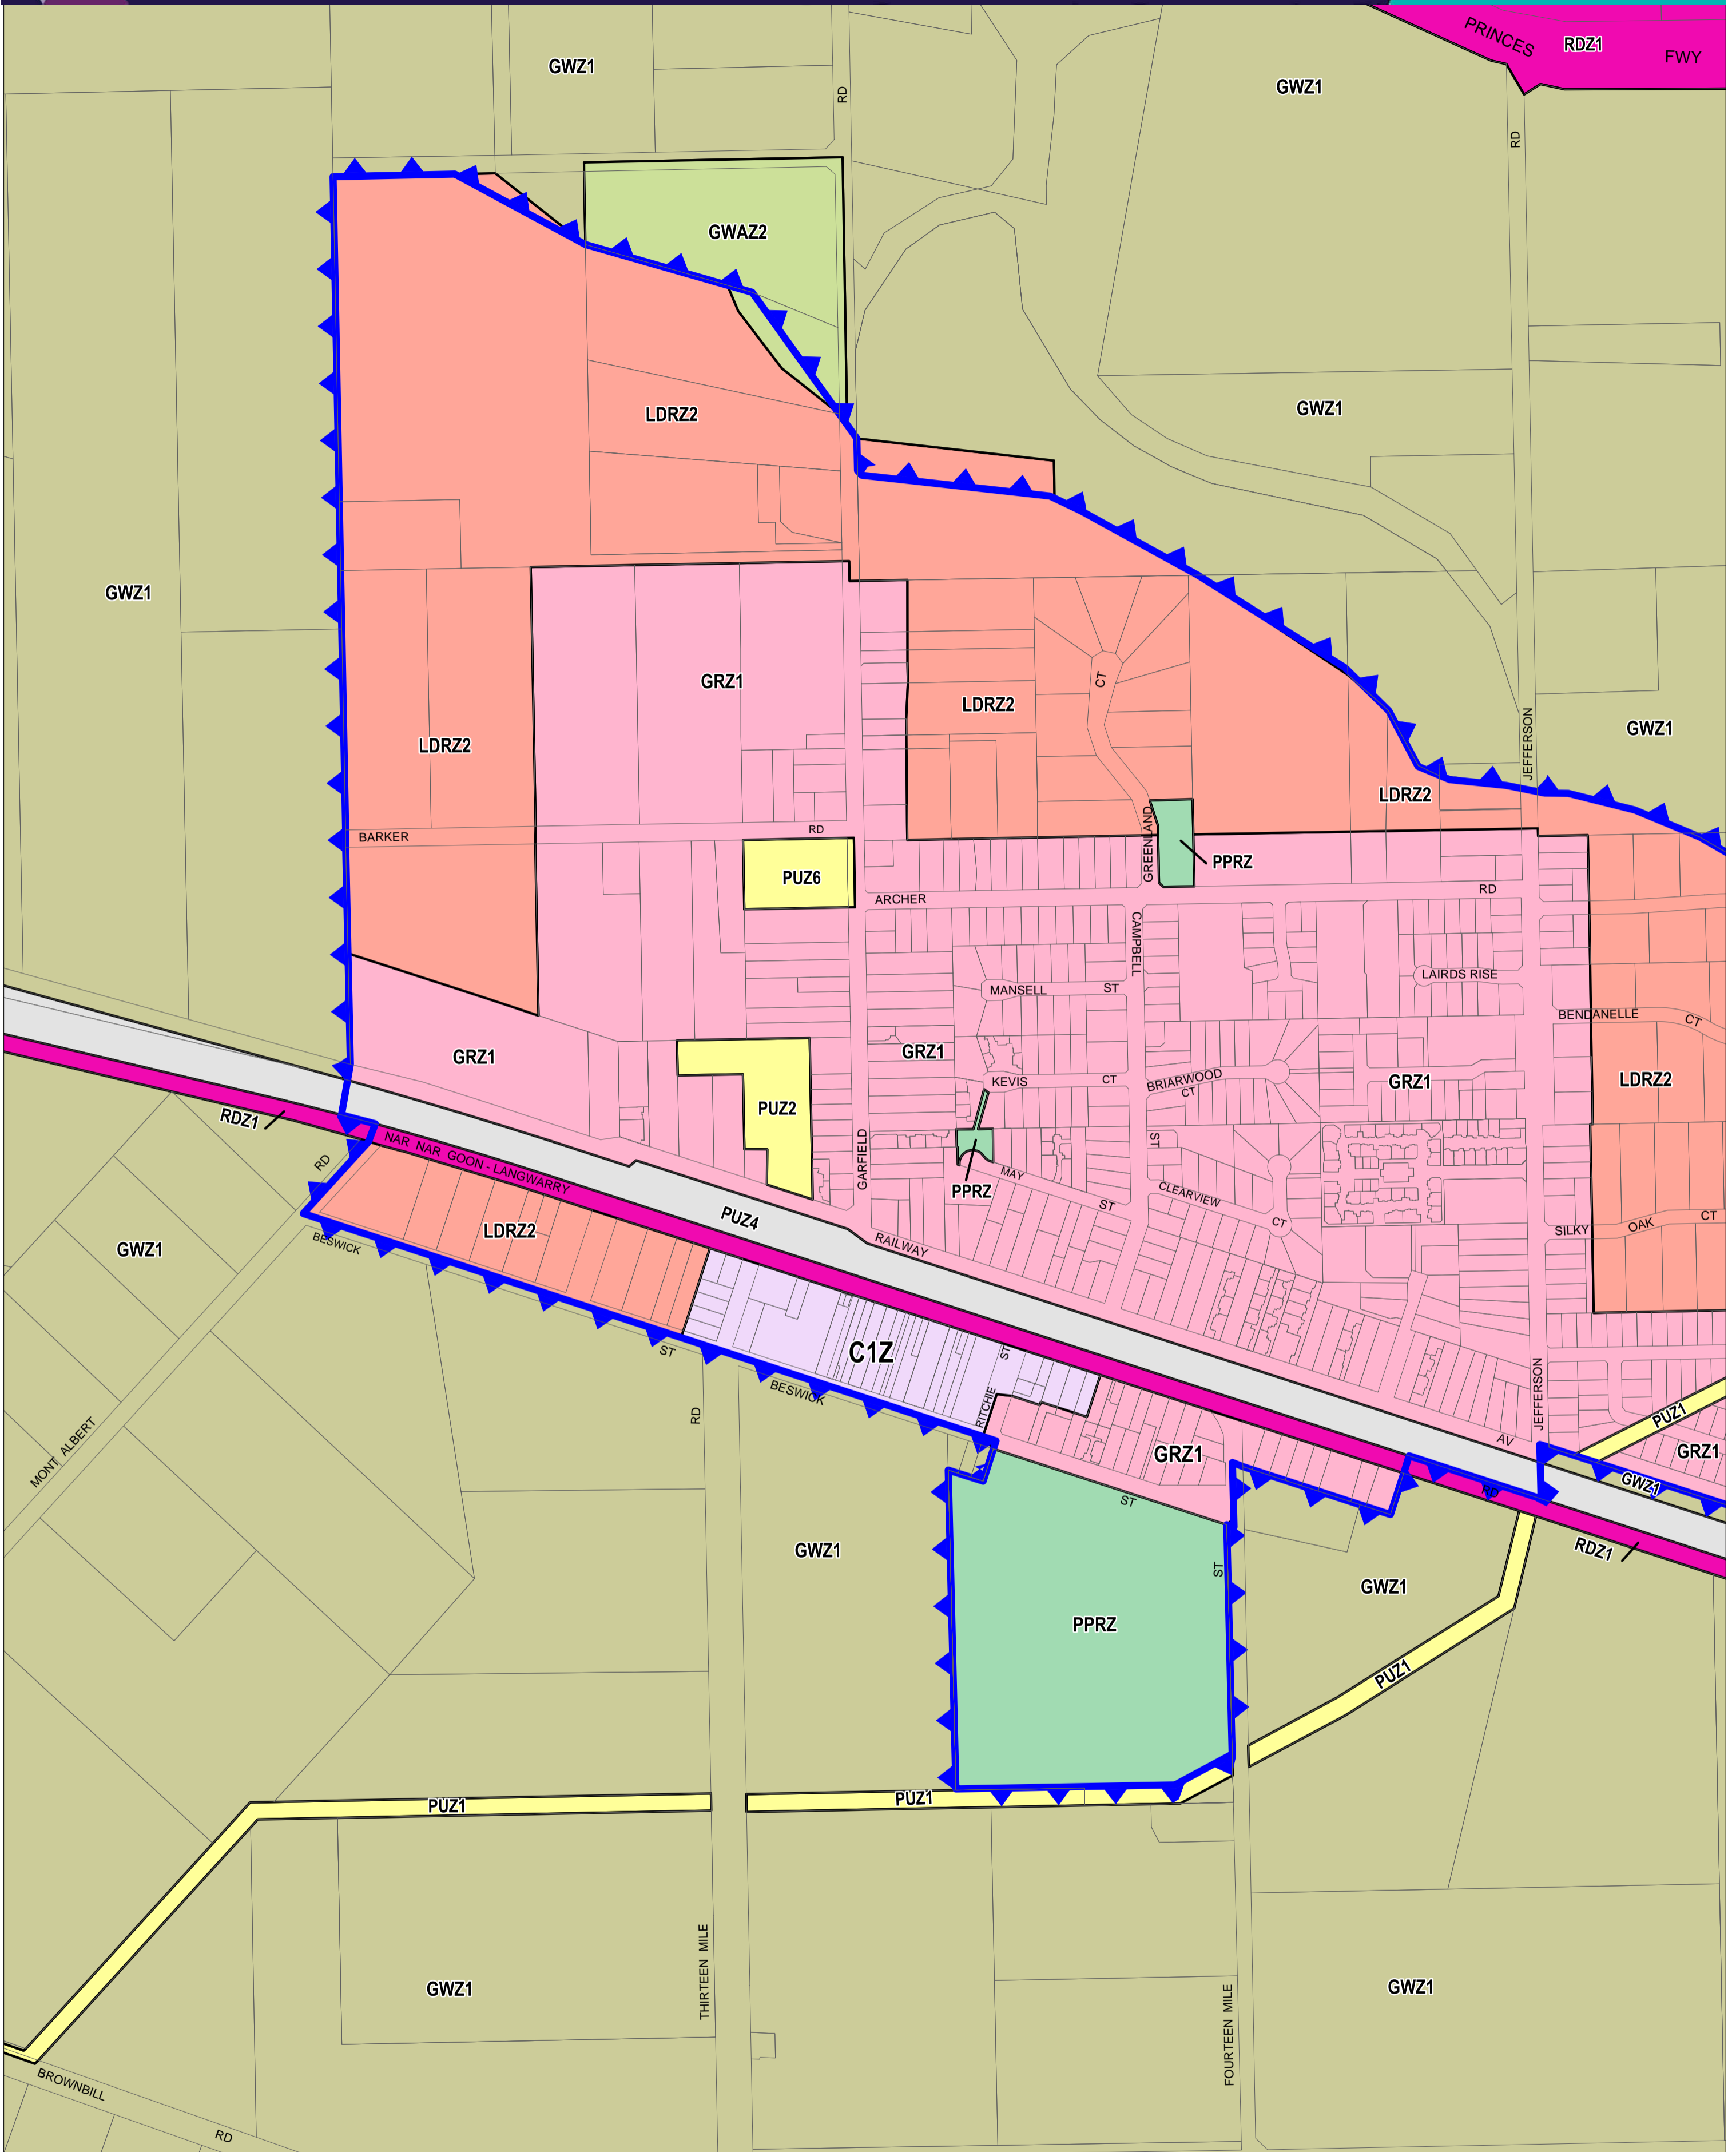 PRINCES
RDZ1
FWY
GWZ1
GWZ1
RD
RD
GWAZ2
GWZ1
LDRZ2
GWZ1
GRZ1
CT
LDRZ2
JEFFERSON
GWZ1
LDRZ2
LDRZ2
BARKER
RD
GREENLAND
PPRZ
PUZ6
ARCHER
RD
CAMPBELL
LAIRDS RISE
MANSELL
ST
BENDANELLE
CT
GRZ1
GRZ1
KEVIS
CT
BRIARWOOD
CT
GRZ1
LDRZ2
RDZ1
PUZ2
NAR NAR GOON - LANGWARRY
RD
GARFIELD
ST
MAY
ST
PPRZ
CLEARVIEW
CT
PUZ4
LDRZ2
SILKY
OAK
CT
GWZ1
BESWICK
RAILWAY
ST
C1Z
ST
BESWICK
RITCHIE
JEFFERSON
RD
MONT ALBERT
PUZ1
AV
GRZ1
GRZ1
GWZ1
RD
ST
GWZ1
RDZ1
ST
GWZ1
PPRZ
PUZ1
PUZ1
PUZ1
THIRTEEN MILE
GWZ1
GWZ1
FOURTEEN MILE
BROWNBILL
RD